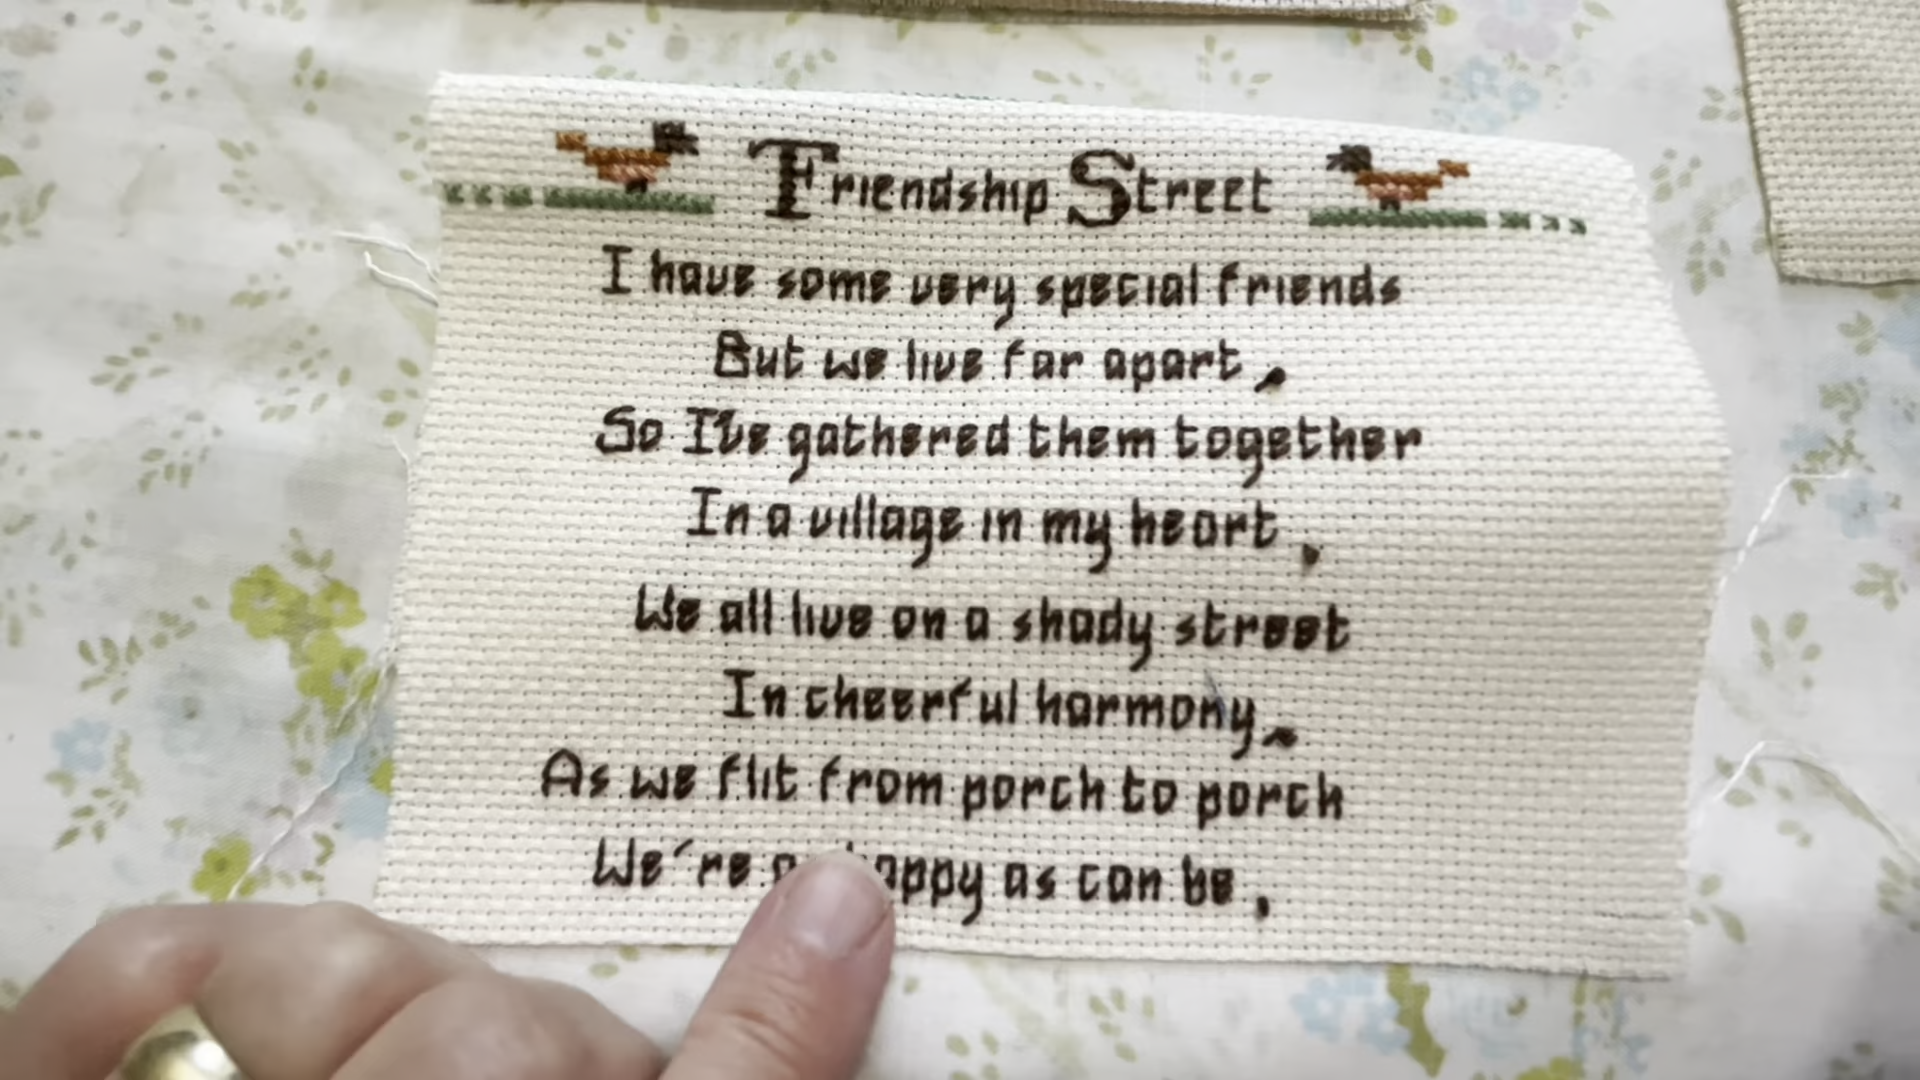 Friendship Street
I have some very special friends
But we live far apart,
So I've gathered them together
In a village in my heart.
We all live on a shady street
In cheerful harmony,
As we flit from porch to porch
We're as happy as can be.